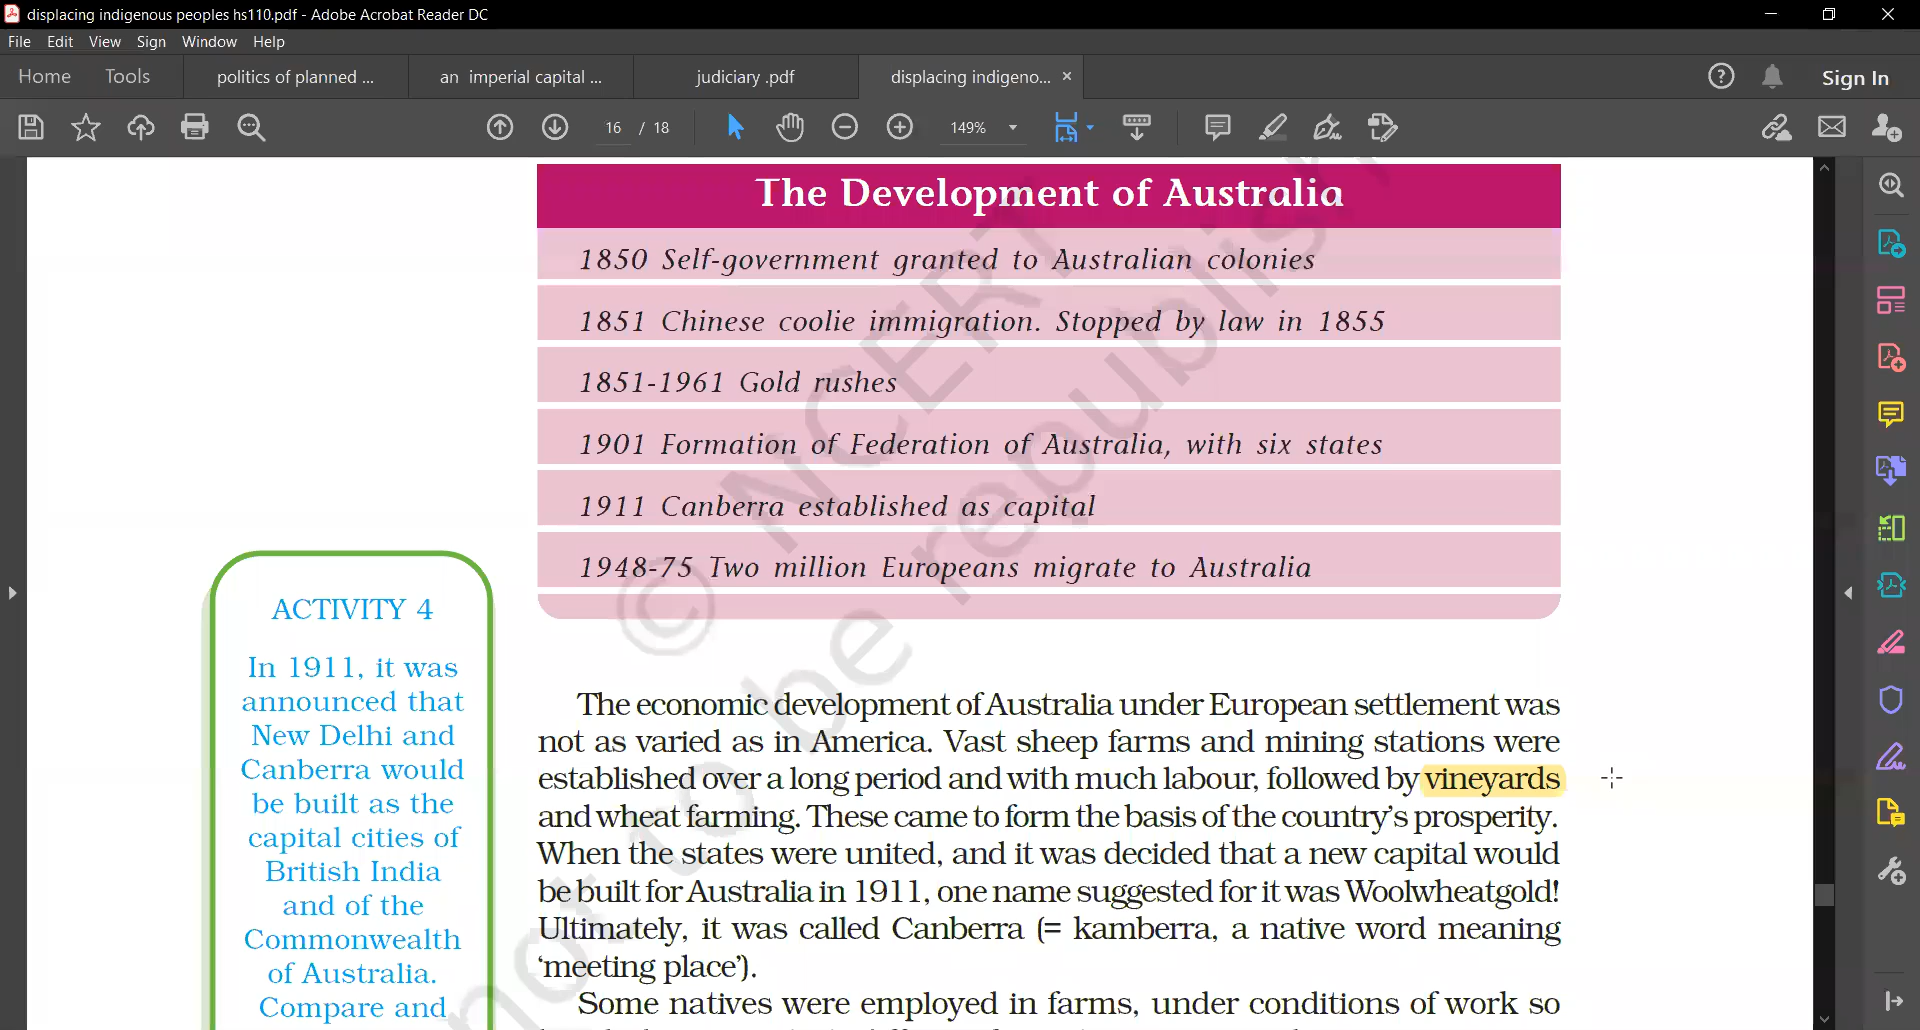 displacing indigenous peoples hs110.pdf - Adobe Acrobat Reader DC
File Edit View Sign Window Help
Home Tools politics of planned ... an imperial capital ... judiciary .pdf displacing indigeno... × Sign In
16 / 18 149%
The Development of Australia
1850 Self-government granted to Australian colonies
1851 Chinese coolie immigration. Stopped by law in 1855
1851-1961 Gold rushes
1901 Formation of Federation of Australia, with six states
1911 Canberra established as capital
1948-75 Two million Europeans migrate to Australia
ACTIVITY 4
In 1911, it was
announced that
New Delhi and
Canberra would
be built as the
capital cities of
British India
and of the
Commonwealth
of Australia.
Compare and
The economic development of Australia under European settlement was
not as varied as in America. Vast sheep farms and mining stations were
established over a long period and with much labour, followed by vineyards
and wheat farming. These came to form the basis of the country's prosperity.
When the states were united, and it was decided that a new capital would
be built for Australia in 1911, one name suggested for it was Woolwheatgold!
Ultimately, it was called Canberra (= kamberra, a native word meaning
'meeting place').
Some natives were employed in farms, under conditions of work so
© NCERT
not to be republish